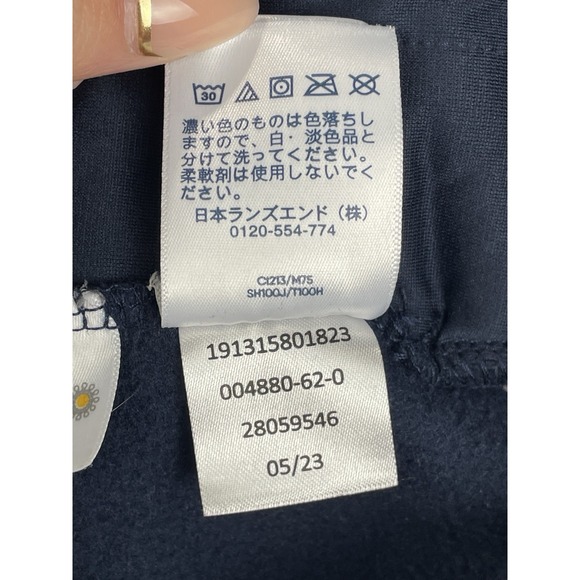 30
濃い色のものは色落ちし
ますので、白・淡色品と
分けて洗ってください。
柔軟剤は使用しないでく
ださい。
日本ランズエンド（株）
0120-554-774
C1213/M75
SH100J/T100H
191315801823
004880-62-0
28059546
05/23